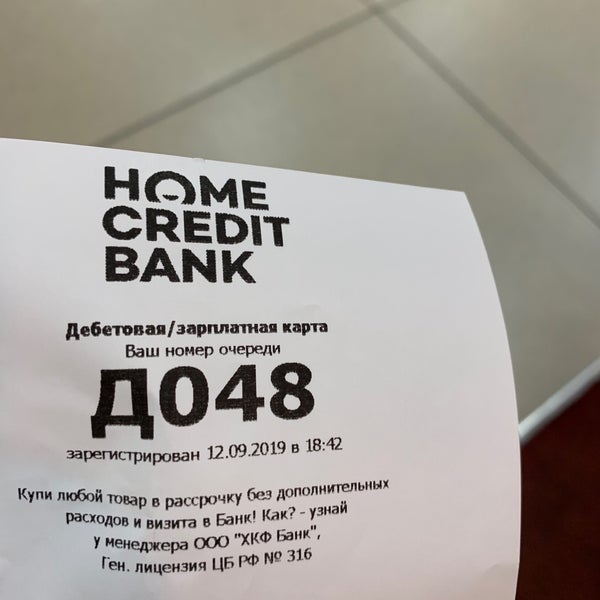 HOME
CREDIT
BANK
Дебетовая/зарплатная карта
Ваш номер очереди
Д048
зарегистрирован 12.09.2019 в 18:42
Купи любой товар в рассрочку без дополнительных
расходов и визита в Банк! Как? - узнай
у менеджера ООО "ХКФ Банк",
Ген. лицензия ЦБ РФ № 316